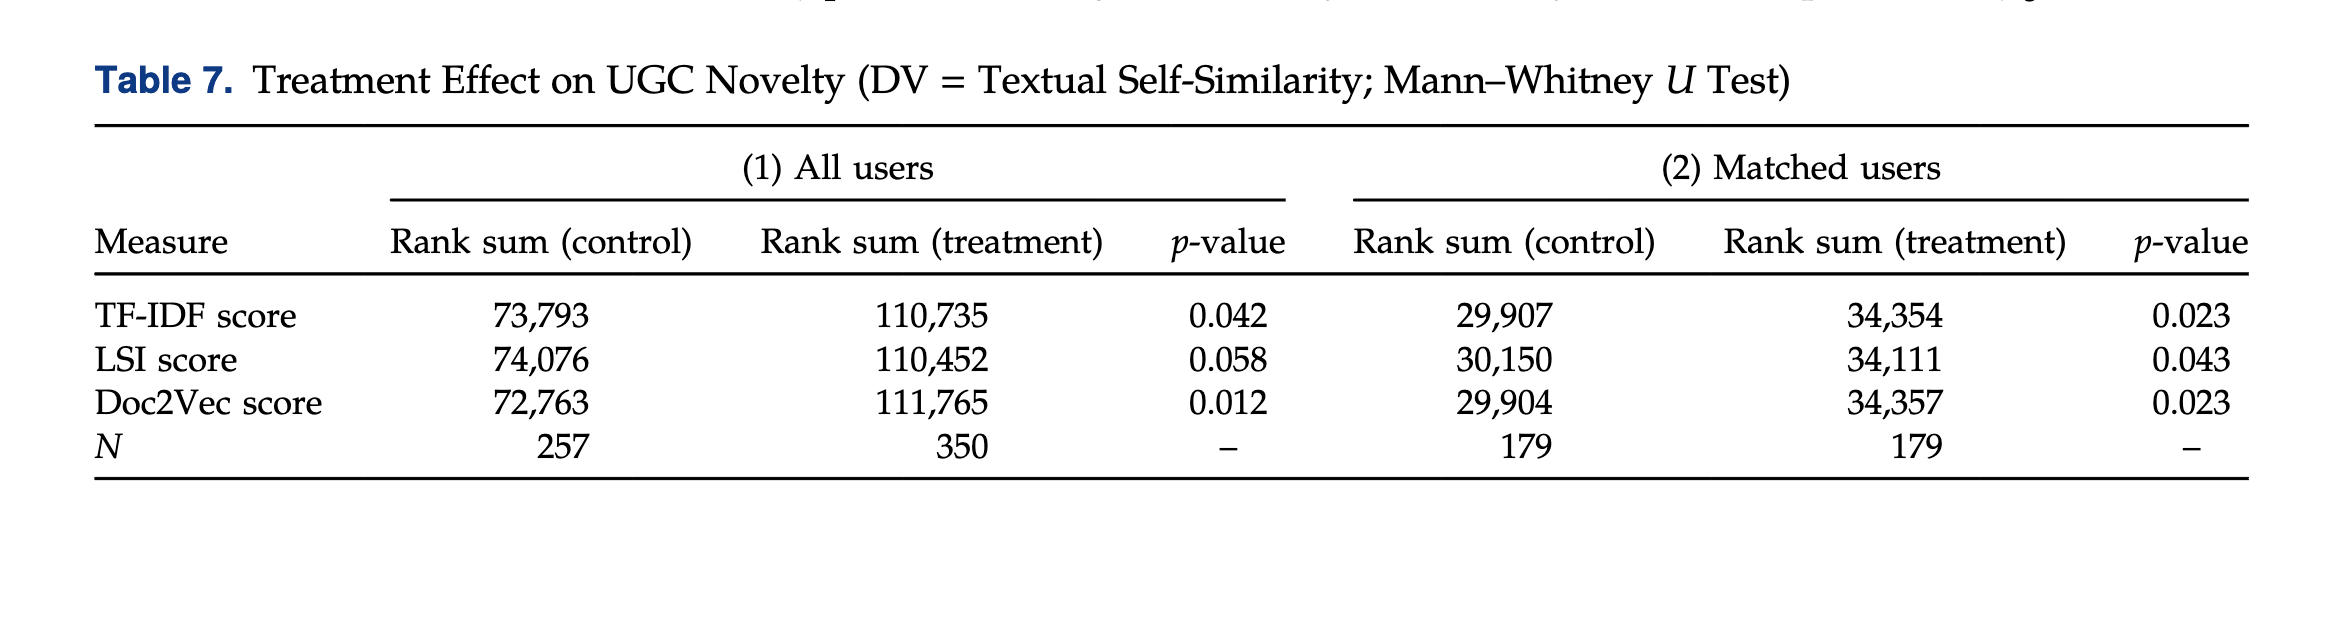 Table 7. Treatment Effect on UGC Novelty (DV = Textual Self-Similarity; Mann–Whitney U Test)
(1) All users (2) Matched users
Measure Rank sum (control) Rank sum (treatment) p-value Rank sum (control) Rank sum (treatment) p-value
TF-IDF score 73,793 110,735 0.042 29,907 34,354 0.023
LSI score 74,076 110,452 0.058 30,150 34,111 0.043
Doc2Vec score 72,763 111,765 0.012 29,904 34,357 0.023
N 257 350 – 179 179 –